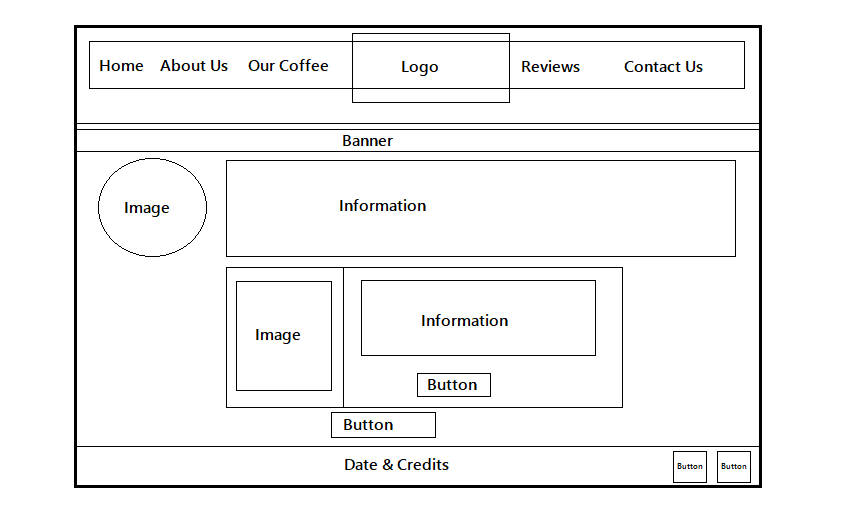 Home About Us Our Coffee Logo Reviews Contact Us
Banner
Image
Information
Image
Information
Button
Button
Date & Credits
Button
Button